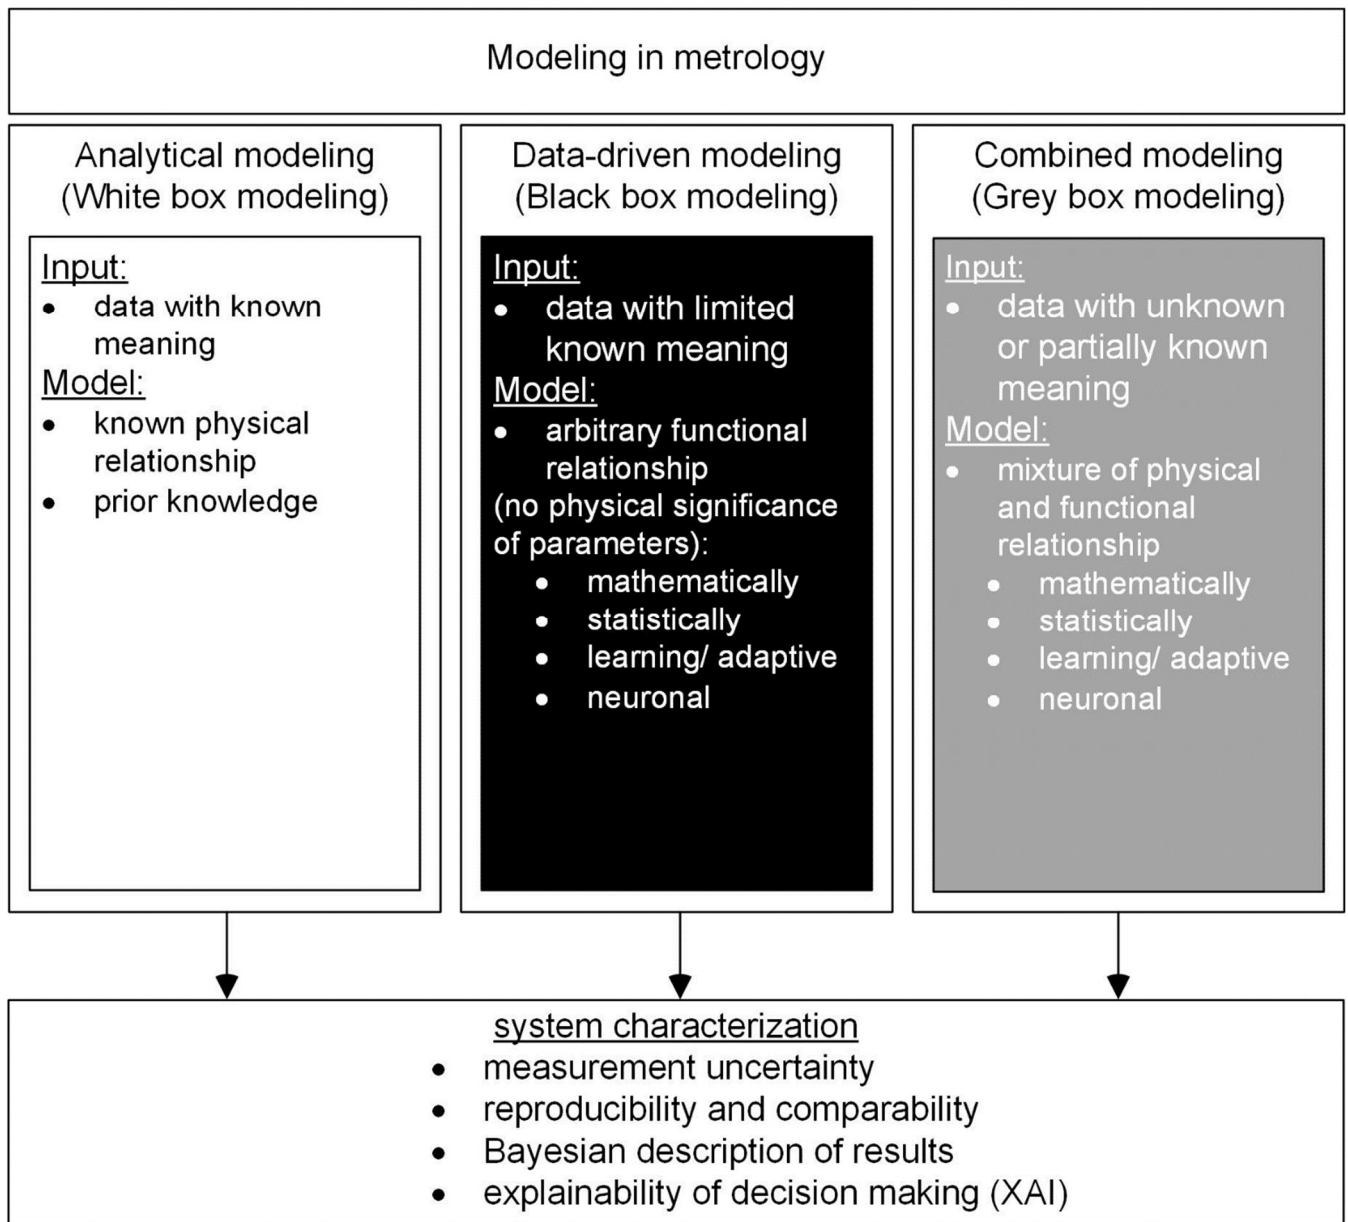 Modeling in metrology
Analytical modeling
(White box modeling)
Input:
• data with known
meaning
Model:
• known physical
relationship
• prior knowledge
Data-driven modeling
(Black box modeling)
Input:
• data with limited
known meaning
Model:
• arbitrary functional
relationship
(no physical significance
of parameters):
• mathematically
• statistically
• learning/ adaptive
• neuronal
Combined modeling
(Grey box modeling)
Input:
• data with unknown
or partially known
meaning
Model:
• mixture of physical
and functional
relationship
• mathematically
• statistically
• learning/ adaptive
• neuronal
system characterization
• measurement uncertainty
• reproducibility and comparability
• Bayesian description of results
• explainability of decision making (XAI)